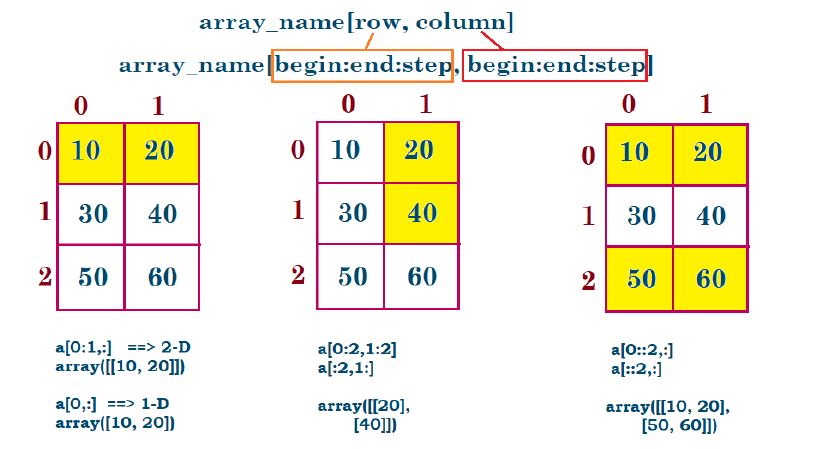 array_name[row, column]
array_name[begin:end:step, begin:end:step]
0 1
0 10 20
1 30 40
2 50 60
a[0:1,:] ==> 2-D
array([[10, 20]])
a[0,:] ==> 1-D
array([10, 20])
0 1
0 10 20
1 30 40
2 50 60
a[0:2,1:2]
a[:2,1:]
array([[20],
[40]])
0 1
0 10 20
1 30 40
2 50 60
a[0::2,:]
a[::2,:]
array([[10, 20],
[50, 60]])